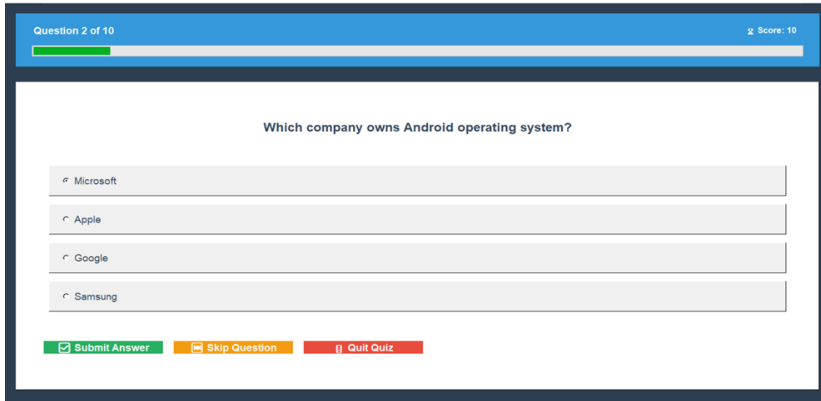 Question 2 of 10
Score: 10
Which company owns Android operating system?
Microsoft
Apple
Google
Samsung
Submit Answer
Skip Question
Quit Quiz